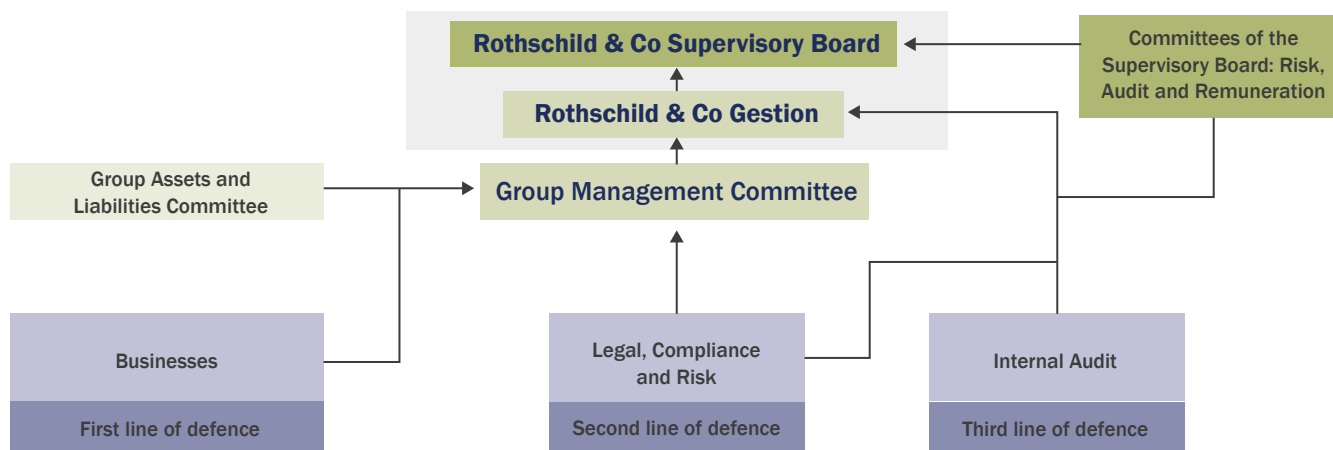 Rothschild & Co Supervisory Board
Committees of the
Supervisory Board: Risk,
Audit and Remuneration
Rothschild & Co Gestion
Group Assets and
Liabilities Committee
Group Management Committee
Businesses
First line of defence
Legal, Compliance
and Risk
Second line of defence
Internal Audit
Third line of defence